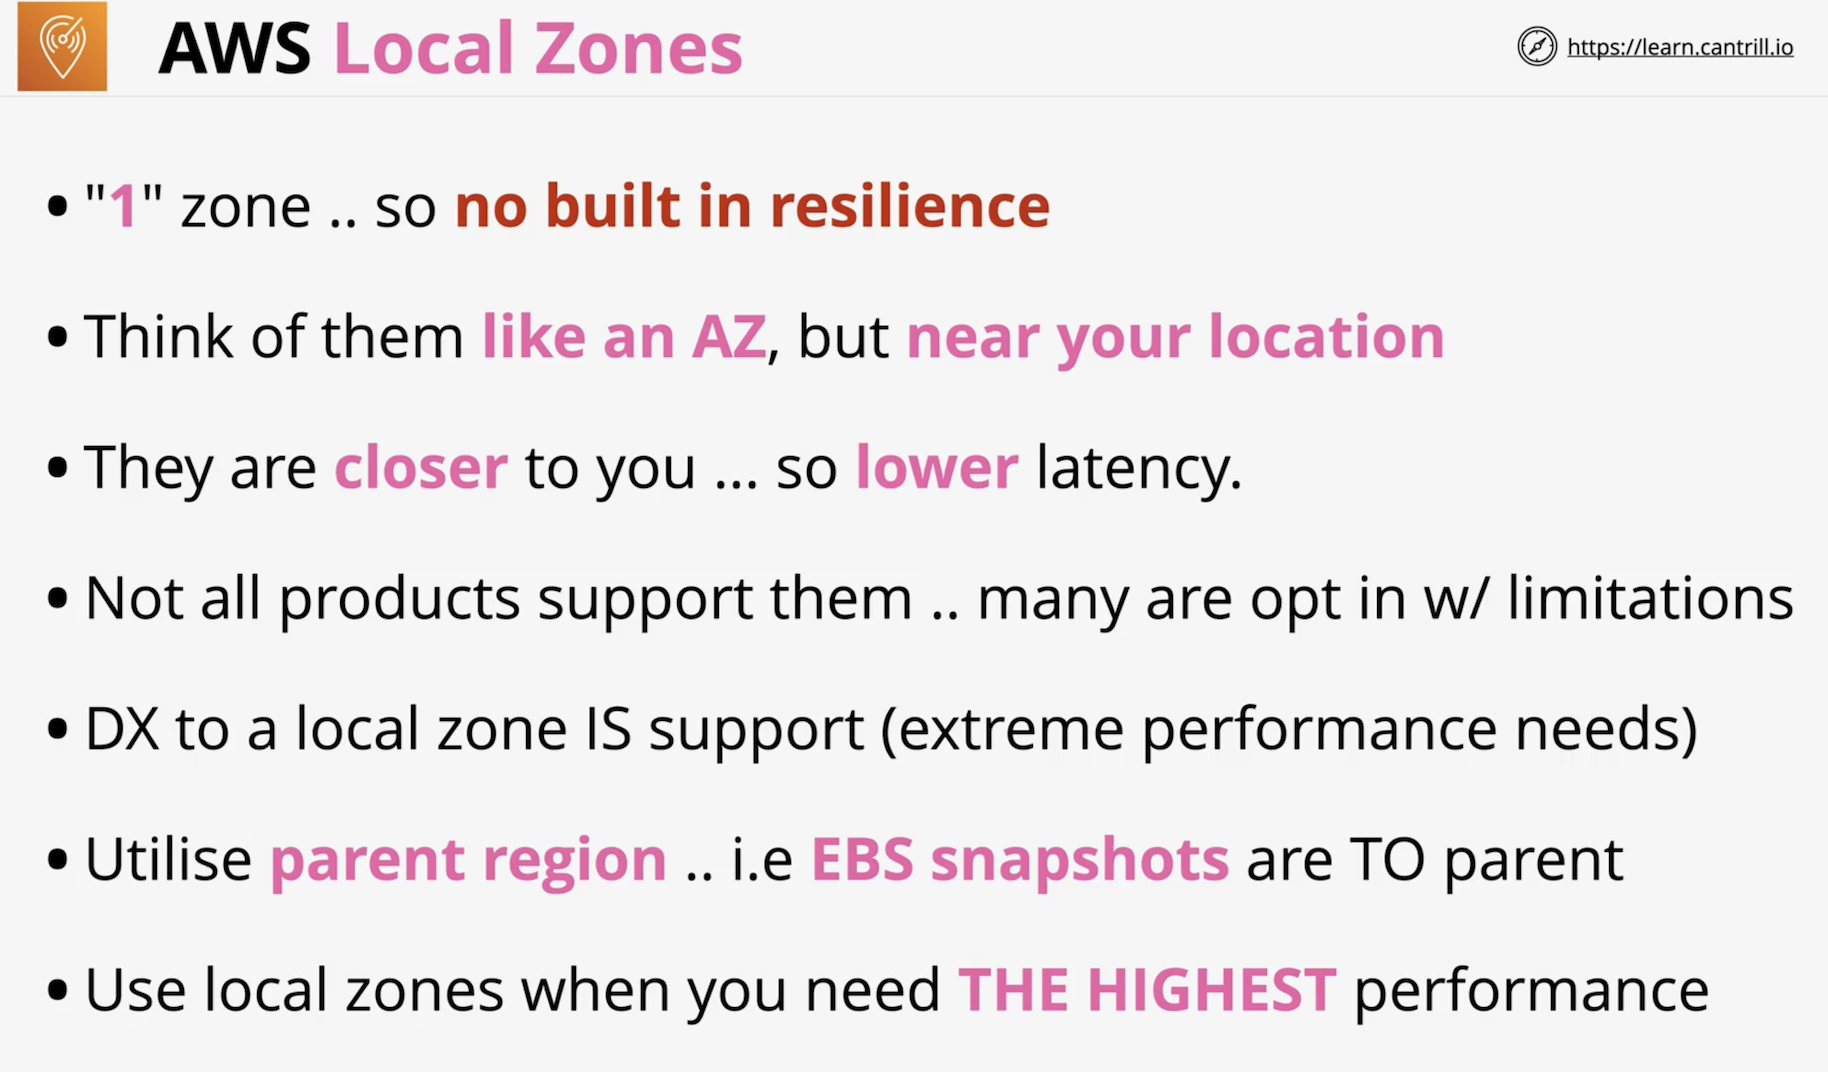 AWS Local Zones
https://learn.cantrill.io
• "1" zone .. so no built in resilience
• Think of them like an AZ, but near your location
• They are closer to you ... so lower latency.
• Not all products support them .. many are opt in w/ limitations
• DX to a local zone IS support (extreme performance needs)
• Utilise parent region .. i.e EBS snapshots are TO parent
• Use local zones when you need THE HIGHEST performance